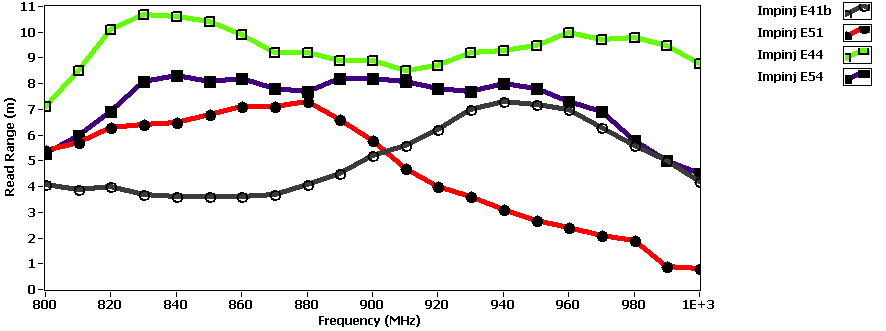 11
10
9
8
7
6
5
4
3
2
1
0
Read Range (m)
800 820 840 860 880 900 920 940 960 980 1E+3
Frequency (MHz)
Impinj E41b
Impinj E51
Impinj E44
Impinj E54